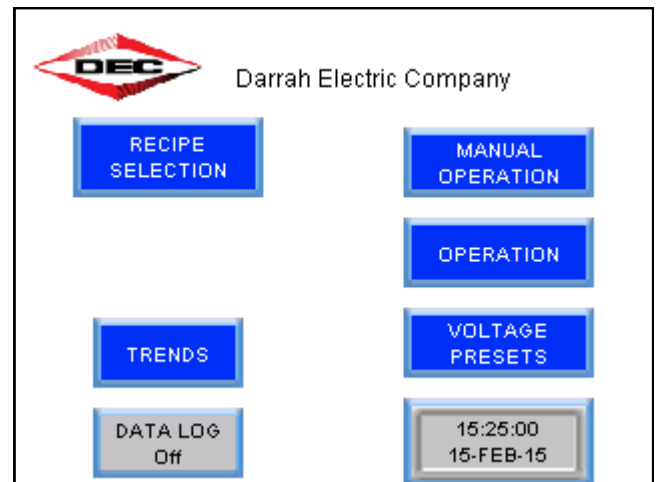 DEC
Darrah Electric Company
RECIPE
SELECTION
MANUAL
OPERATION
OPERATION
TRENDS
VOLTAGE
PRESETS
DATA LOG
Off
15:25:00
15-FEB-15